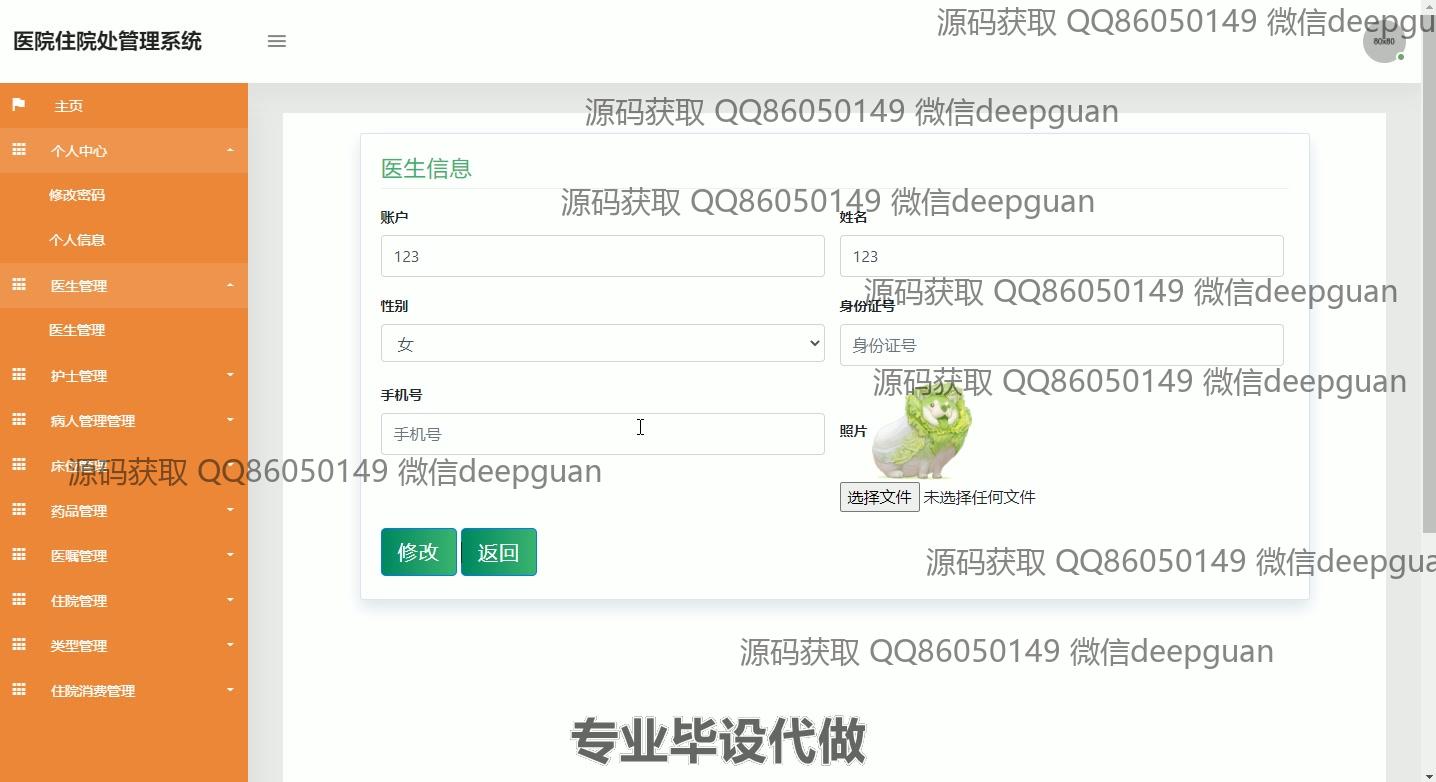 医院住院处管理系统
源码获取 QQ86050149 微信deepgu
80x80
主页
源码获取 QQ86050149 微信deepguan
个人中心
医生信息
修改密码
源码获取 QQ86050149 微信deepguan
账户
姓名
个人信息
123
123
医生管理
源码获取 QQ86050149 微信deepguan
性别
身份证号
医生管理
女
身份证号
护士管理
源码获取 QQ86050149 微信deepguan
手机号
病人管理管理
手机号
照片
床位管理
源码获取 QQ86050149 微信deepguan
选择文件 未选择任何文件
药品管理
医嘱管理
修改
返回
源码获取 QQ86050149 微信deepgua
住院管理
类型管理
源码获取 QQ86050149 微信deepguan
住院消费管理
专业毕设代做